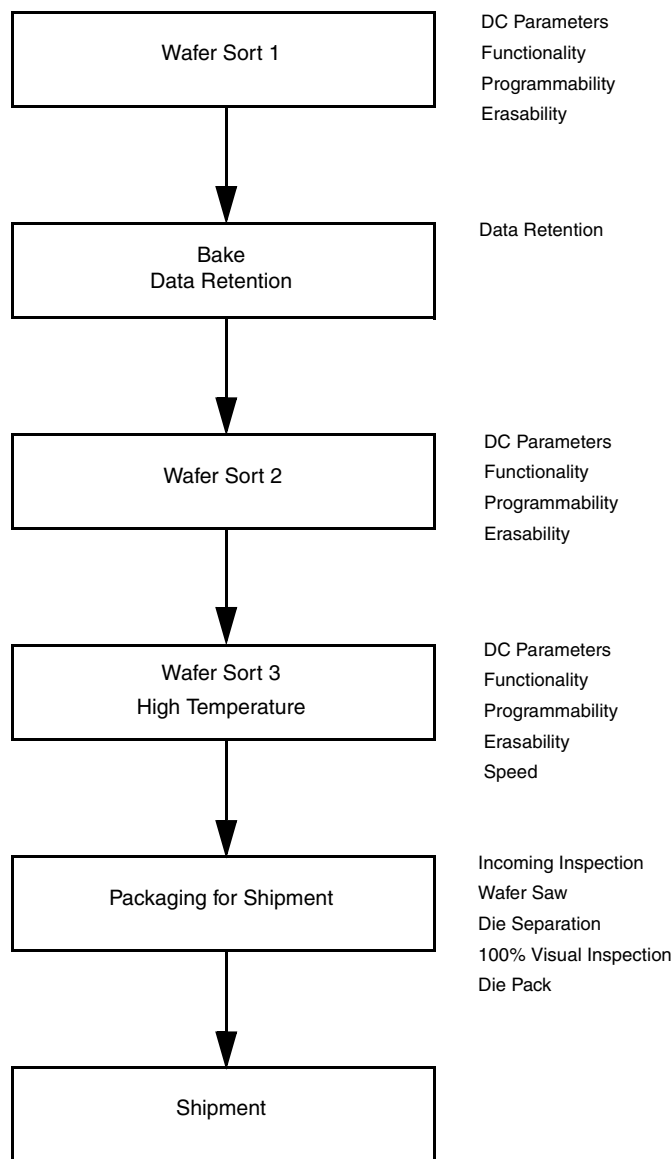 Wafer Sort 1
DC Parameters
Functionality
Programmability
Erasability
Bake
Data Retention
Data Retention
Wafer Sort 2
DC Parameters
Functionality
Programmability
Erasability
Wafer Sort 3
High Temperature
DC Parameters
Functionality
Programmability
Erasability
Speed
Packaging for Shipment
Incoming Inspection
Wafer Saw
Die Separation
100% Visual Inspection
Die Pack
Shipment